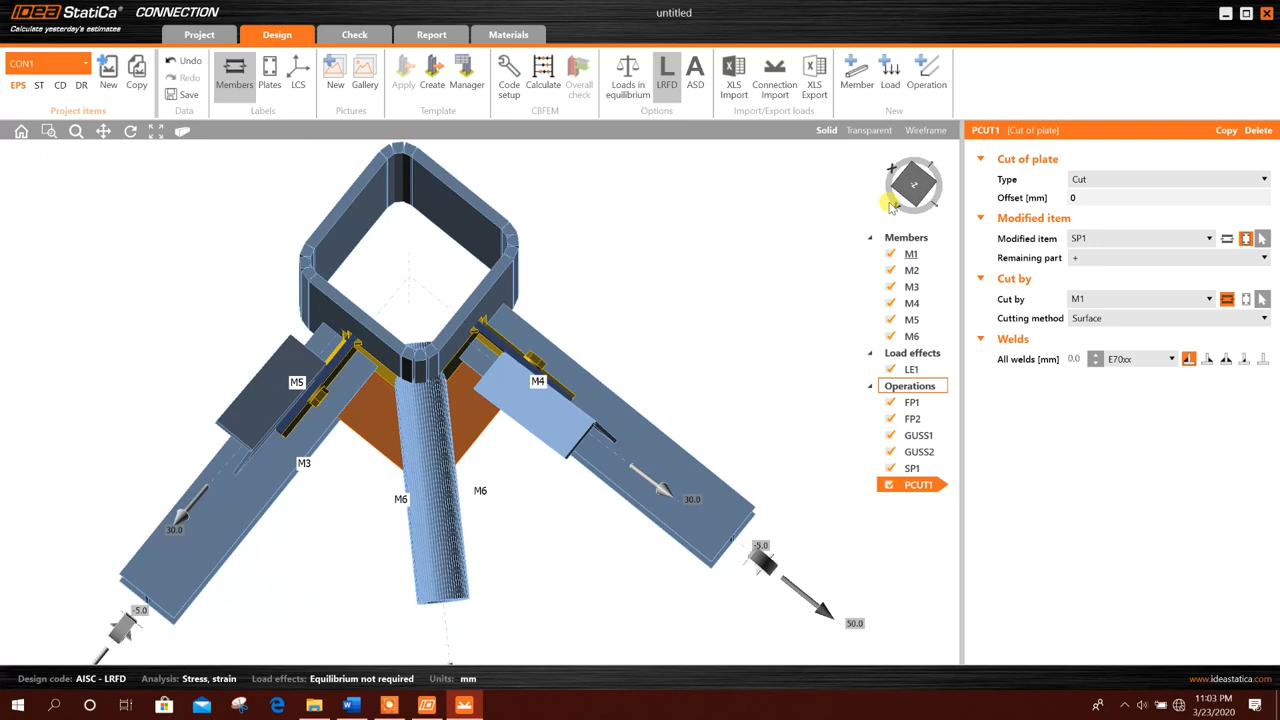 IDEA StatiCa® CONNECTION
Calculate yesterday's estimates
untitled
Project Design Check Report Materials
CON1
EPS ST CD DR
New Copy
Undo
Redo
Save
Members Plates LCS
New Gallery
Apply Create Manager
Code setup Calculate Overall check
Loads in equilibrium LRFD ASD
XLS Import Connection Import XLS Export
Member Load Operation
Project items Data Labels Pictures Template CBFEM Options Import/Export loads New
Solid Transparent Wireframe
PCUT1 [Cut of plate] Copy Delete
Cut of plate
Type Cut
Offset [mm] 0
Modified item
Modified item SP1
Remaining part +
Cut by
Cut by M1
Cutting method Surface
Welds
All welds [mm] 0.0 E70xx
-Z
Members
M1
M2
M3
M4
M5
M6
Load effects
LE1
Operations
FP1
FP2
GUSS1
GUSS2
SP1
PCUT1
M5
M4
M3
M6
M6
30.0
30.0
-5.0
-5.0
50.0
Design code: AISC - LRFD Analysis: Stress, strain Load effects: Equilibrium not required Units: mm
www.ideastatica.com
11:03 PM
3/23/2020